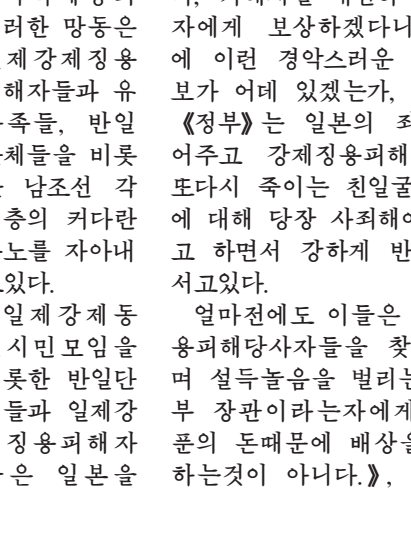 러한 망동은
제강제징용
해자들과 유
족들, 반일
체들을 비롯
남조선 각
층의 커다란
노를 자아내
있다.
일제강제동
시민모임을
롯한 반일단
들과 일제강
징용피해자
은 일본을
자에게 보상하겠다니
에 이런 경악스러운
보가 어데 있겠는가,
《정부》는 일본의 죄
어주고 강제징용피해
또다시 죽이는 친일굴
에 대해 당장 사죄해야
고 하면서 강하게 반
서고있다.
얼마전에도 이들은
용피해당사자들을 찾
며 설득놀음을 벌리는
부 장관이라는자에게
푼의 돈때문에 배상을
하는것이 아니다.》,